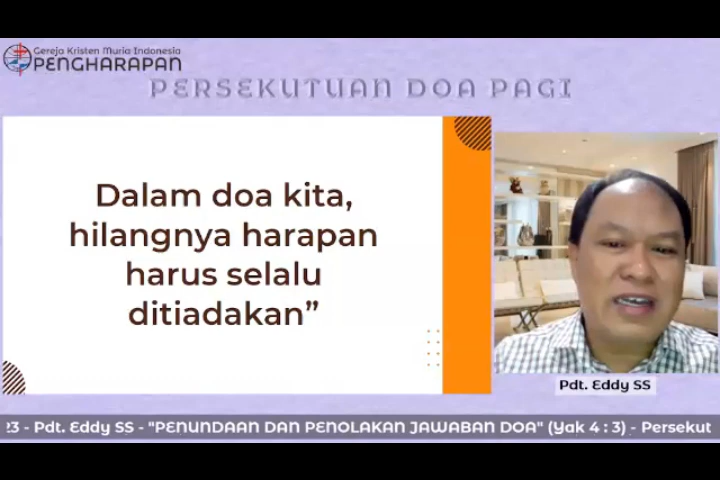 Gereja Kristen Muria Indonesia
PENGHARAPAN
PERSEKUTUAN DOA PAGI
Dalam doa kita,
hilangnya harapan
harus selalu
ditiadakan”
Pdt. Eddy SS
23 - Pdt. Eddy SS - "PENUNDAAN DAN PENOLAKAN JAWABAN DOA" (Yak 4 : 3) - Persekut